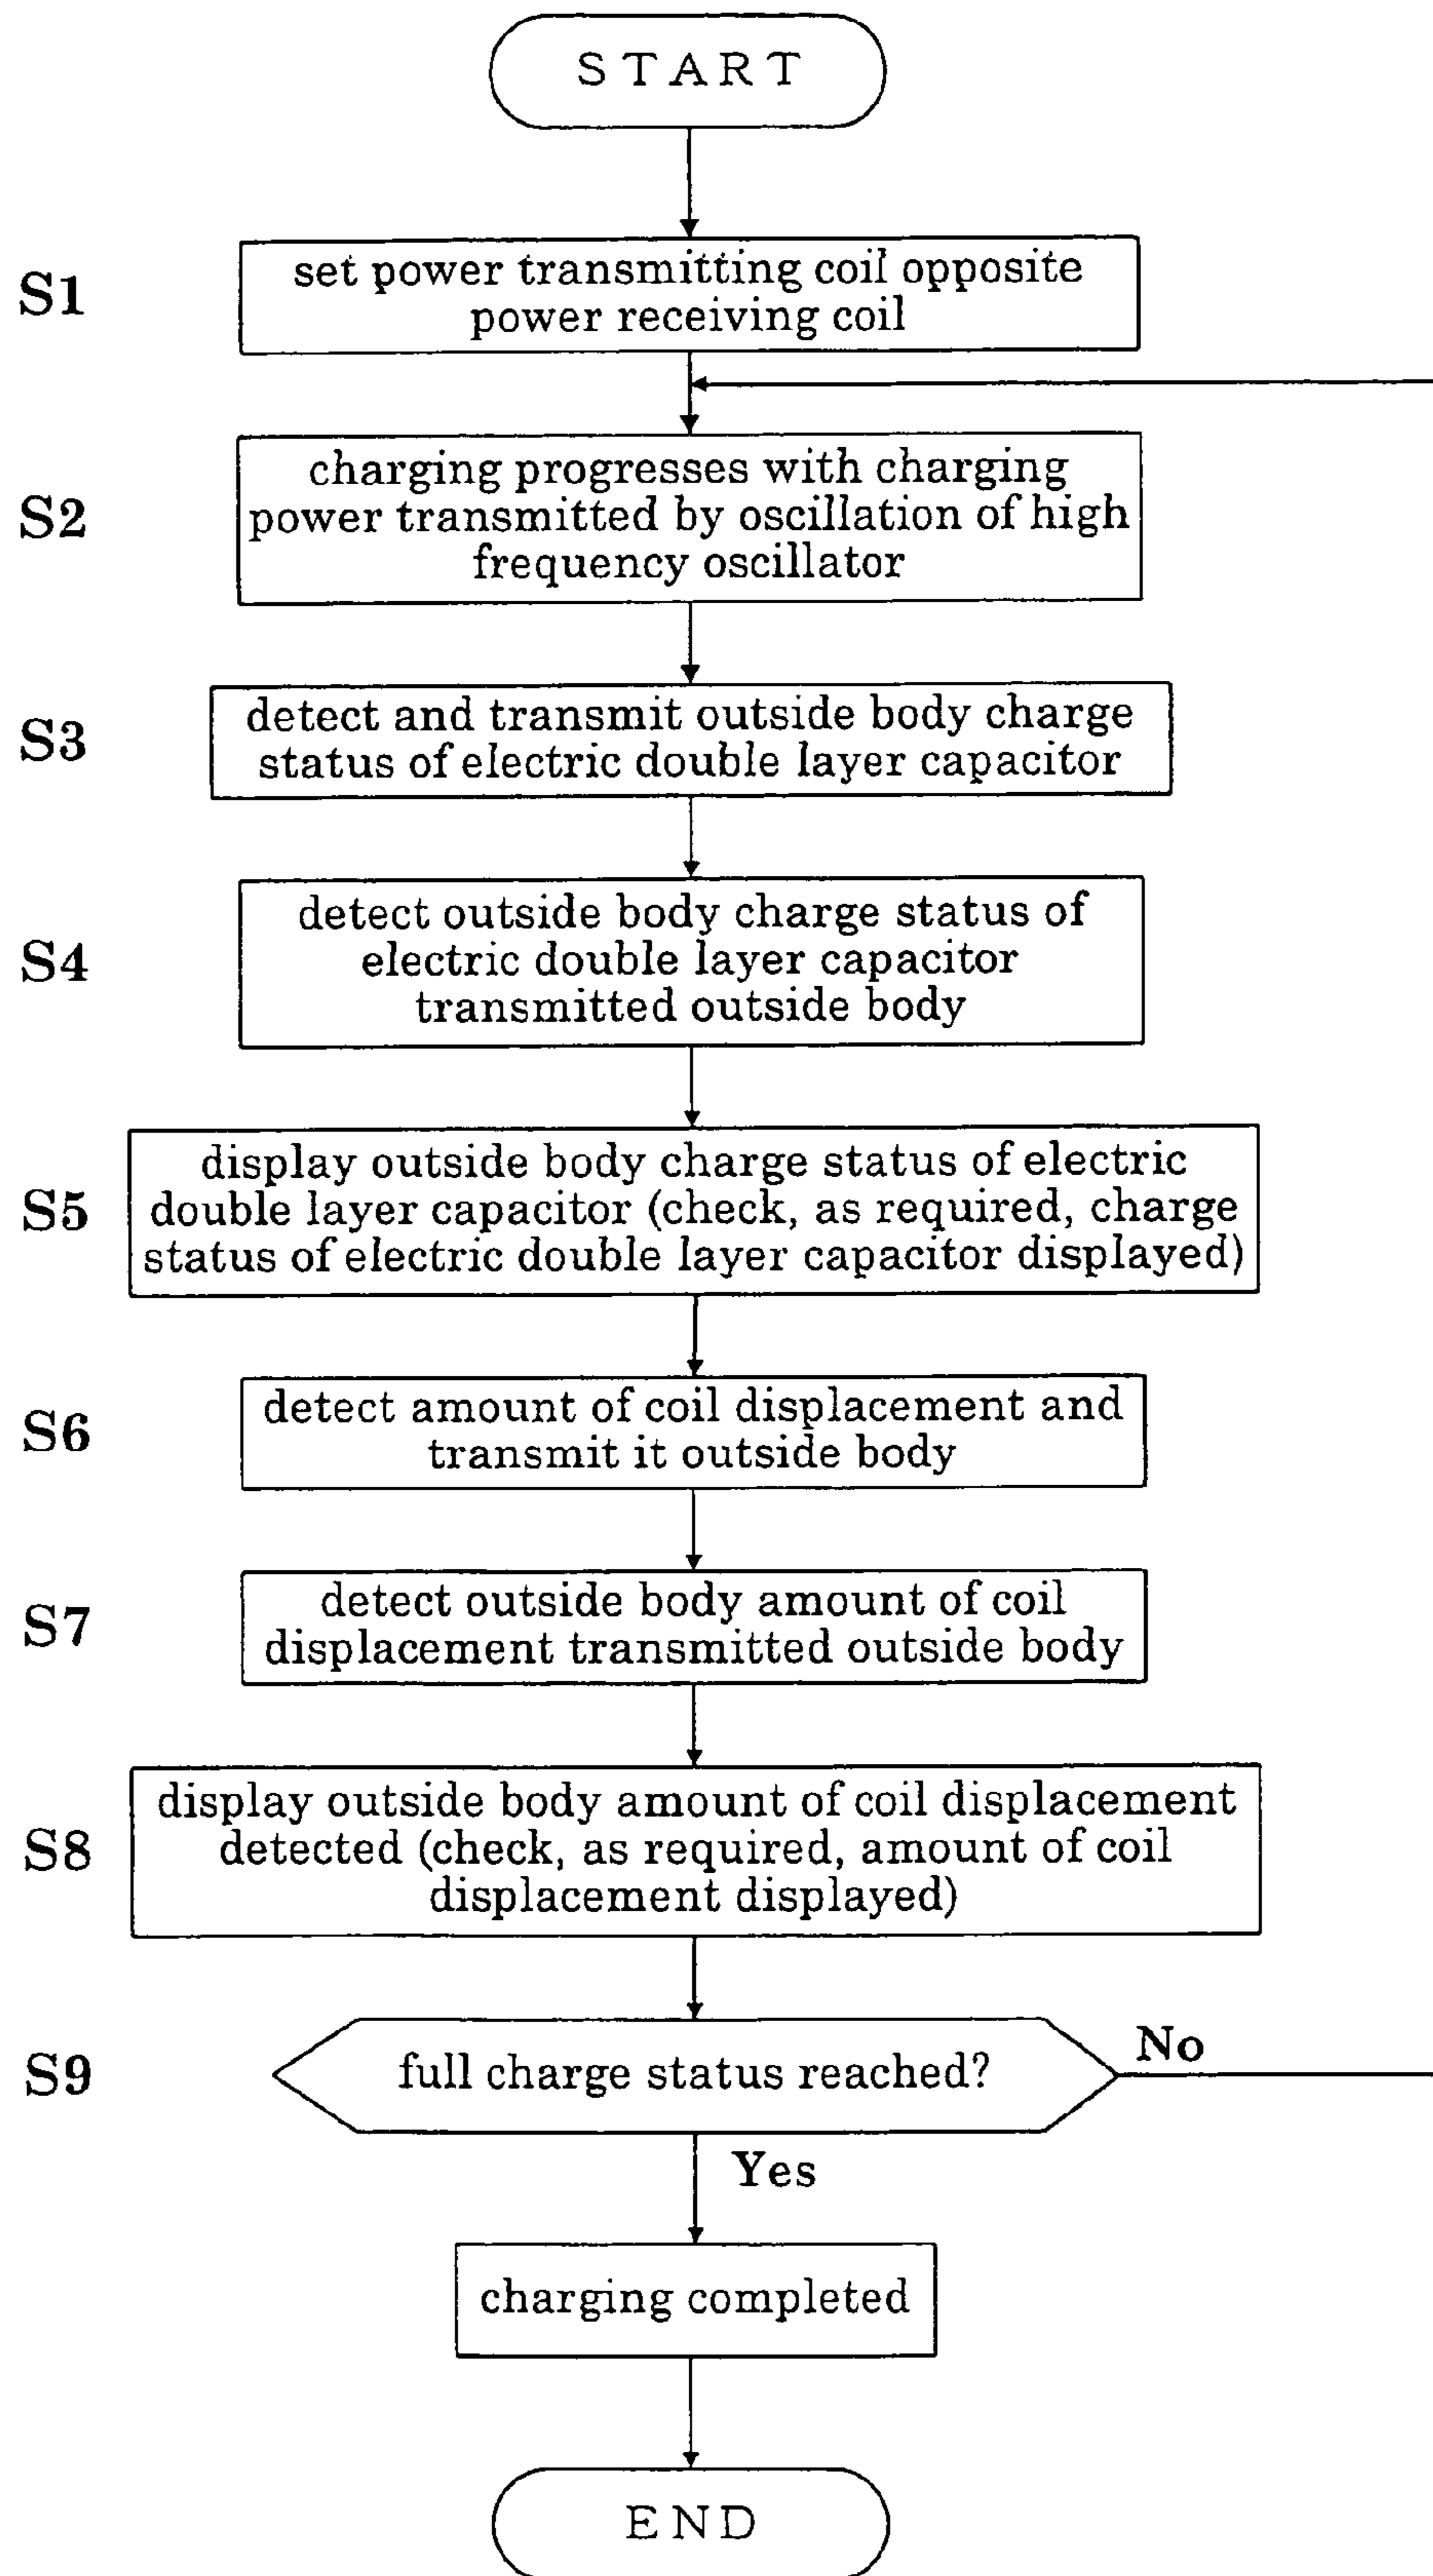 START
S1
set power transmitting coil opposite
power receiving coil
S2
charging progresses with charging
power transmitted by oscillation of high
frequency oscillator
S3
detect and transmit outside body charge
status of electric double layer capacitor
S4
detect outside body charge status of
electric double layer capacitor
transmitted outside body
S5
display outside body charge status of electric
double layer capacitor (check, as required, charge
status of electric double layer capacitor displayed)
S6
detect amount of coil displacement and
transmit it outside body
S7
detect outside body amount of coil
displacement transmitted outside body
S8
display outside body amount of coil displacement
detected (check, as required, amount of coil
displacement displayed)
S9
full charge status reached?
No
Yes
charging completed
END